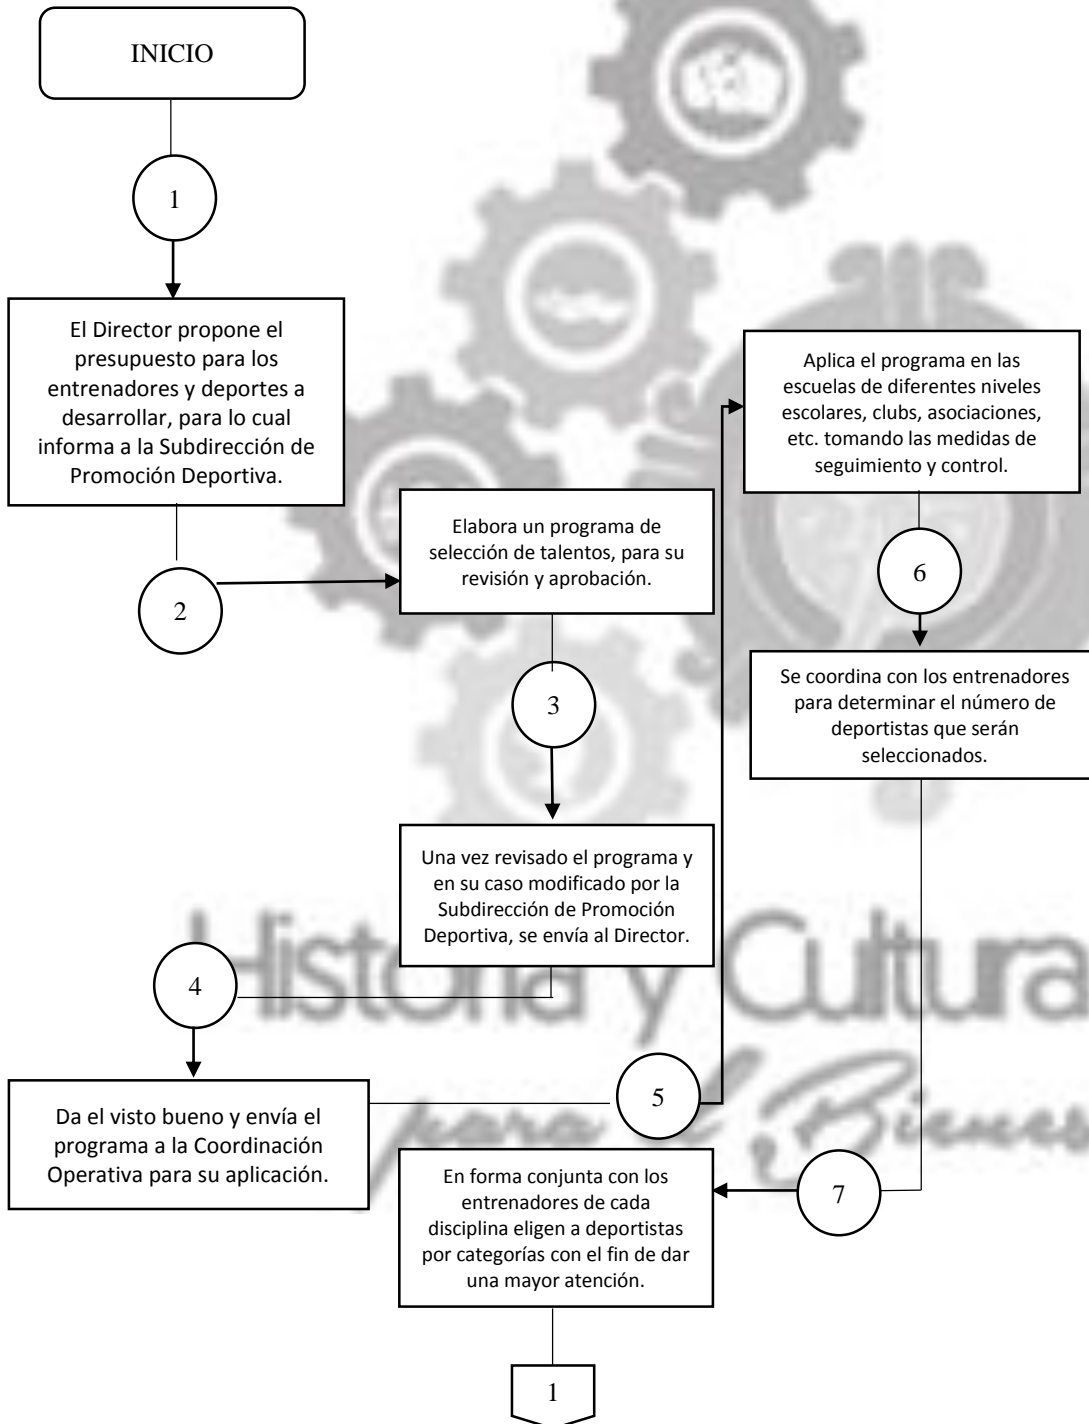 INICIO
1
El Director propone el
presupuesto para los
entrenadores y deportes a
desarrollar, para lo cual
informa a la Subdirección de
Promoción Deportiva.
2
Elabora un programa de
selección de talentos, para su
revisión y aprobación.
3
Una vez revisado el programa y
en su caso modificado por la
Subdirección de Promoción
Deportiva, se envía al Director.
4
Da el visto bueno y envía el
programa a la Coordinación
Operativa para su aplicación.
5
Aplica el programa en las
escuelas de diferentes niveles
escolares, clubs, asociaciones,
etc. tomando las medidas de
seguimiento y control.
6
Se coordina con los entrenadores
para determinar el número de
deportistas que serán
seleccionados.
7
En forma conjunta con los
entrenadores de cada
disciplina eligen a deportistas
por categorías con el fin de dar
una mayor atención.
1
Historia y Cultura
para el Bienes